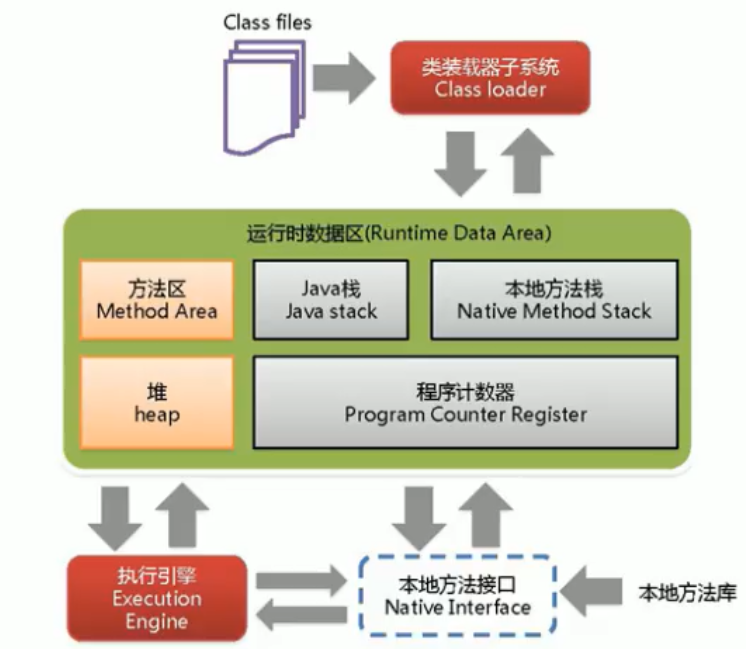 Class files
类装载器子系统
Class loader
运行时数据区(Runtime Data Area)
方法区
Method Area
Java栈
Java stack
本地方法栈
Native Method Stack
堆
heap
程序计数器
Program Counter Register
执行引擎
Execution
Engine
本地方法接口
Native Interface
本地方法库